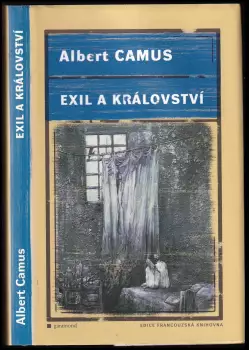 EXIL A KRÁLOVSTVÍ
Albert Camus
Albert CAMUS
EXIL A KRÁLOVSTVÍ
garamond
EDICE FRANCOUZSKÁ KNIHOVNA